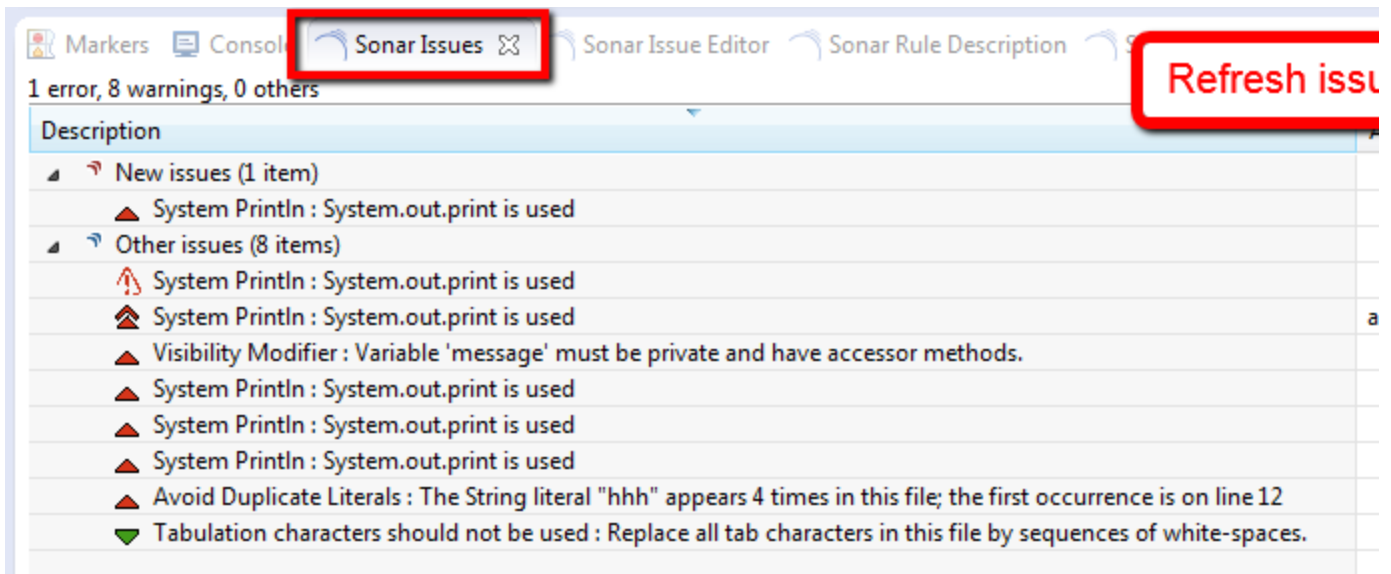 Markers Consol Sonar Issues Sonar Issue Editor Sonar Rule Description S
Refresh issu
1 error, 8 warnings, 0 others
Description
New issues (1 item)
System Println : System.out.print is used
Other issues (8 items)
System Println : System.out.print is used
System Println : System.out.print is used a
Visibility Modifier : Variable 'message' must be private and have accessor methods.
System Println : System.out.print is used
System Println : System.out.print is used
System Println : System.out.print is used
Avoid Duplicate Literals : The String literal "hhh" appears 4 times in this file; the first occurrence is on line 12
Tabulation characters should not be used : Replace all tab characters in this file by sequences of white-spaces.